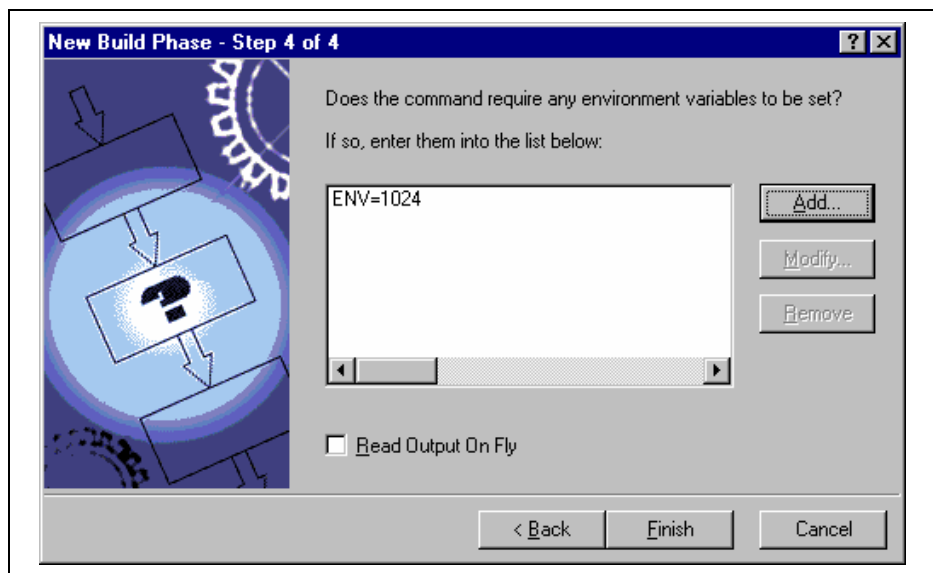 New Build Phase - Step 4 of 4
Does the command require any environment variables to be set?
If so, enter them into the list below:
ENV=1024
Add...
Modify...
Remove
Read Output On Fly
< Back
Finish
Cancel